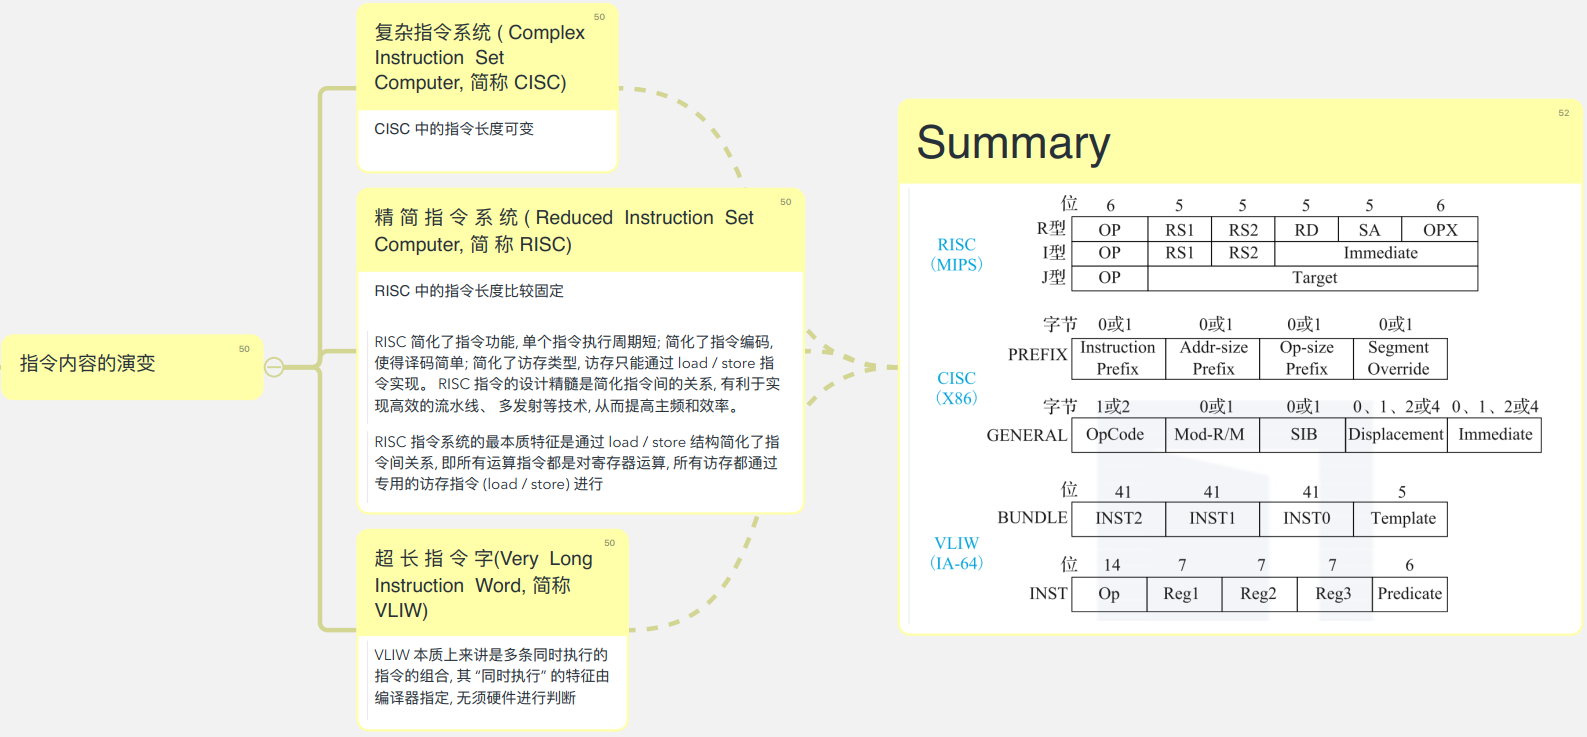 50
指令内容的演变
50
复杂指令系统 ( Complex
Instruction Set
Computer, 简称 CISC)
CISC 中的指令长度可变
50
精 简 指 令 系 统 ( Reduced Instruction Set
Computer, 简 称 RISC)
RISC 中的指令长度比较固定
RISC 简化了指令功能, 单个指令执行周期短; 简化了指令编码,
使得译码简单; 简化了访存类型, 访存只能通过 load / store 指
令实现。 RISC 指令的设计精髓是简化指令间的关系, 有利于实
现高效的流水线、 多发射等技术, 从而提高主频和效率。
RISC 指令系统的最本质特征是通过 load / store 结构简化了指
令间关系, 即所有运算指令都是对寄存器运算, 所有访存都通过
专用的访存指令 (load / store) 进行
50
超 长 指 令 字(Very Long
Instruction Word, 简称
VLIW)
VLIW 本质上来讲是多条同时执行的
指令的组合, 其 “同时执行” 的特征由
编译器指定, 无须硬件进行判断
52
Summary
RISC
（MIPS）
位 6 5 5 5 5 6
R型 OP RS1 RS2 RD SA OPX
I型 OP RS1 RS2 Immediate
J型 OP Target
CISC
（X86）
字节 0或1 0或1 0或1 0或1
PREFIX Instruction Prefix Addr-size Prefix Op-size Prefix Segment Override
字节 1或2 0或1 0或1 0、1、2或4 0、1、2或4
GENERAL OpCode Mod-R/M SIB Displacement Immediate
VLIW
（IA-64）
位 41 41 41 5
BUNDLE INST2 INST1 INST0 Template
位 14 7 7 7 6
INST Op Reg1 Reg2 Reg3 Predicate